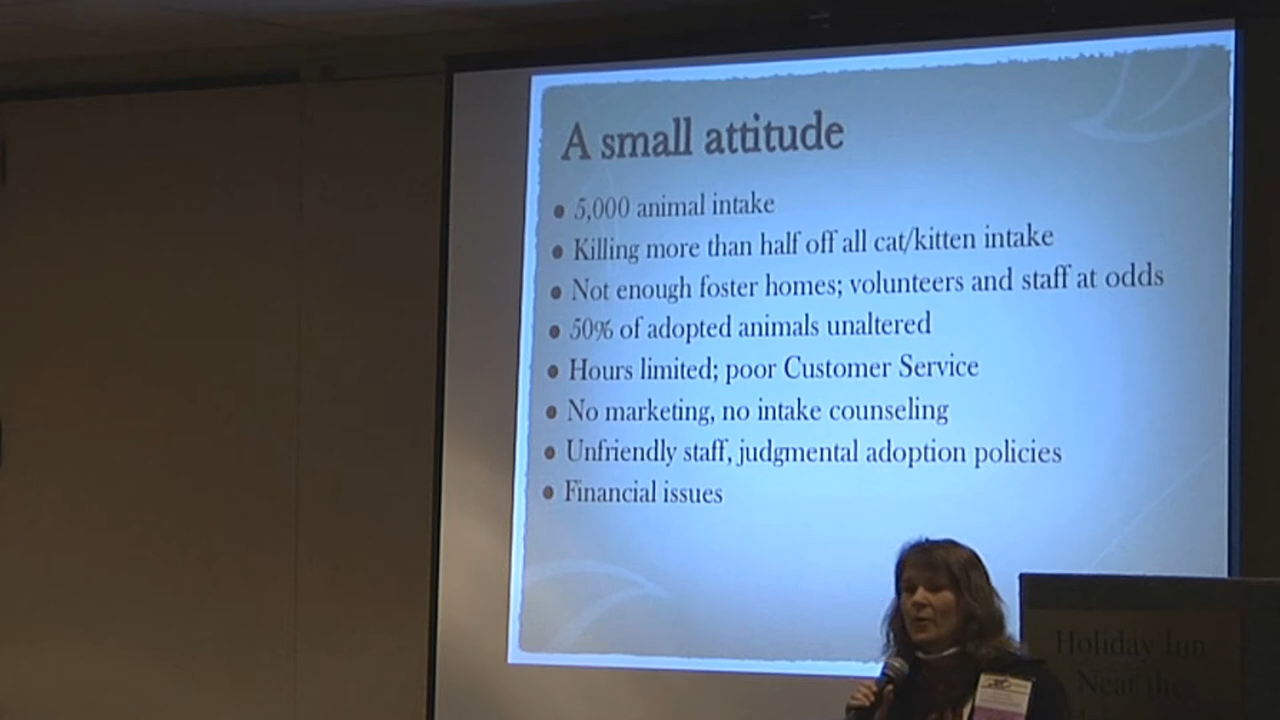 A small attitude
5,000 animal intake
Killing more than half off all cat/kitten intake
Not enough foster homes; volunteers and staff at odds
50% of adopted animals unaltered
Hours limited; poor Customer Service
No marketing, no intake counseling
Unfriendly staff, judgmental adoption policies
Financial issues
Holiday Inn
Near the